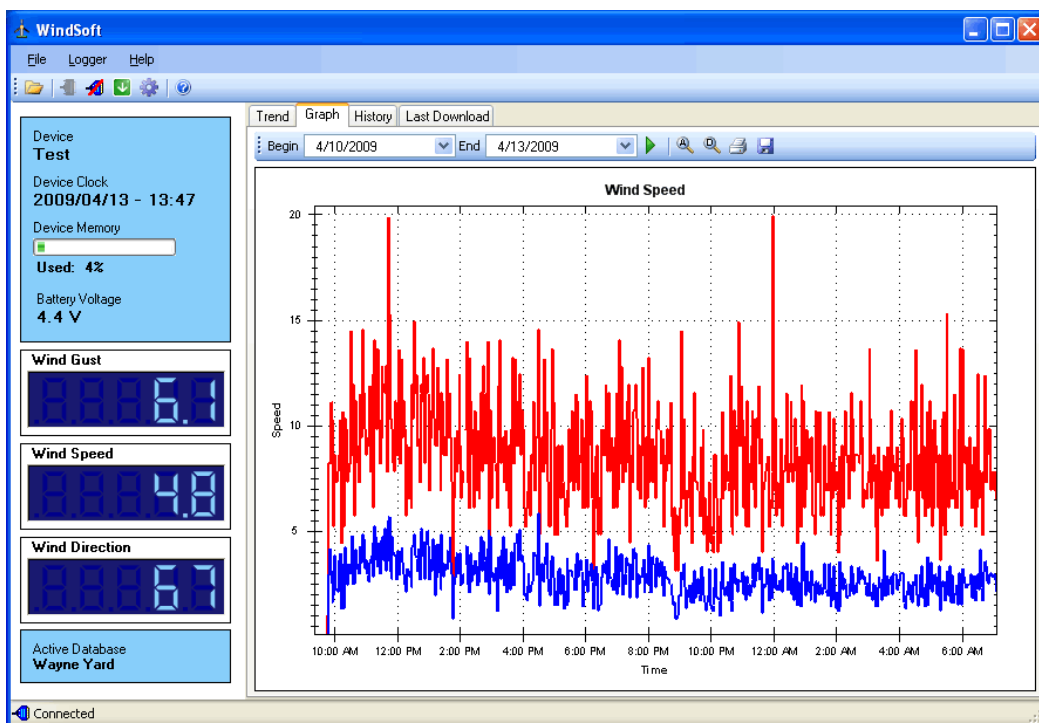 WindSoft
File Logger Help
Device
Test
Device Clock
2009/04/13 - 13:47
Device Memory
Used: 4%
Battery Voltage
4.4 V
Wind Gust
6.1
Wind Speed
4.8
Wind Direction
67
Active Database
Wayne Yard
Trend Graph History Last Download
Begin 4/10/2009 End 4/13/2009
Wind Speed
20
15
10
5
Speed
10:00 AM 12:00 PM 2:00 PM 4:00 PM 6:00 PM 8:00 PM 10:00 PM 12:00 AM 2:00 AM 4:00 AM 6:00 AM
Time
Connected